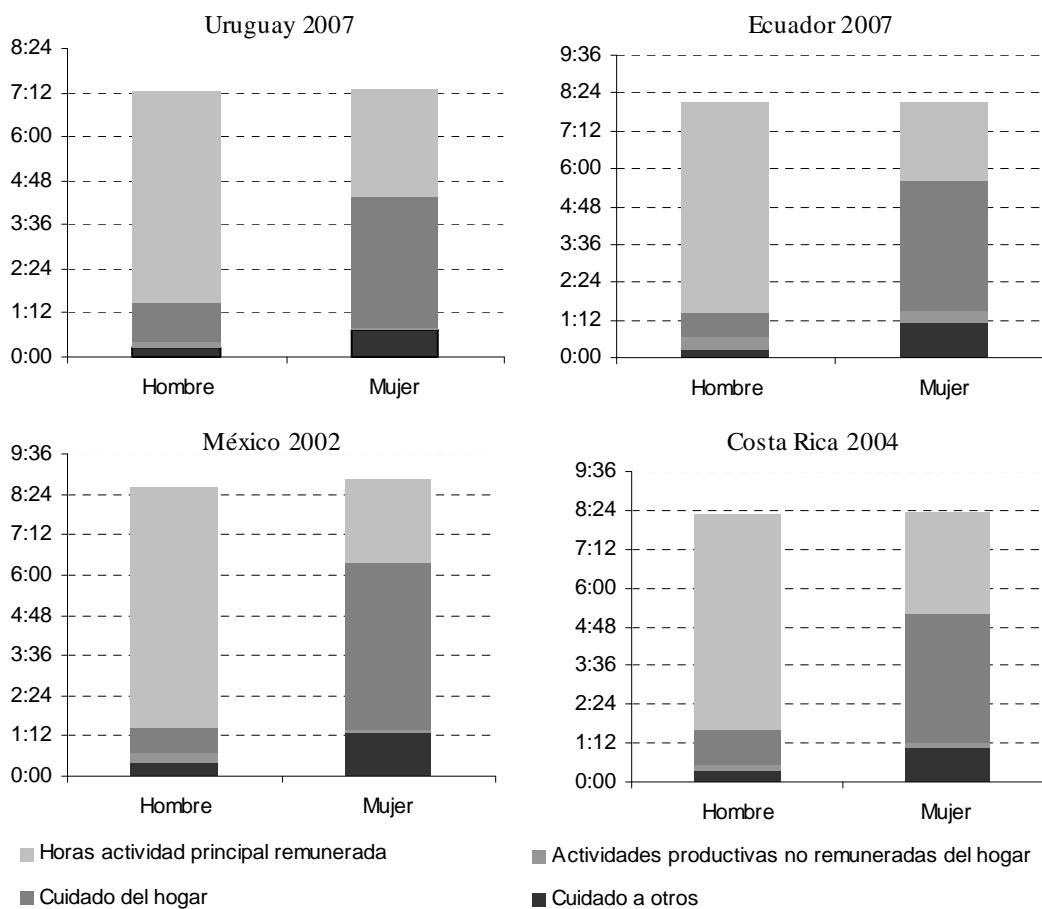 Uruguay 2007
8:24
7:12
6:00
4:48
3:36
2:24
1:12
0:00
Hombre
Mujer
Ecuador 2007
9:36
8:24
7:12
6:00
4:48
3:36
2:24
1:12
0:00
Hombre
Mujer
México 2002
9:36
8:24
7:12
6:00
4:48
3:36
2:24
1:12
0:00
Hombre
Mujer
Costa Rica 2004
9:36
8:24
7:12
6:00
4:48
3:36
2:24
1:12
0:00
Hombre
Mujer
Horas actividad principal remunerada
Actividades productivas no remuneradas del hogar
Cuidado del hogar
Cuidado a otros